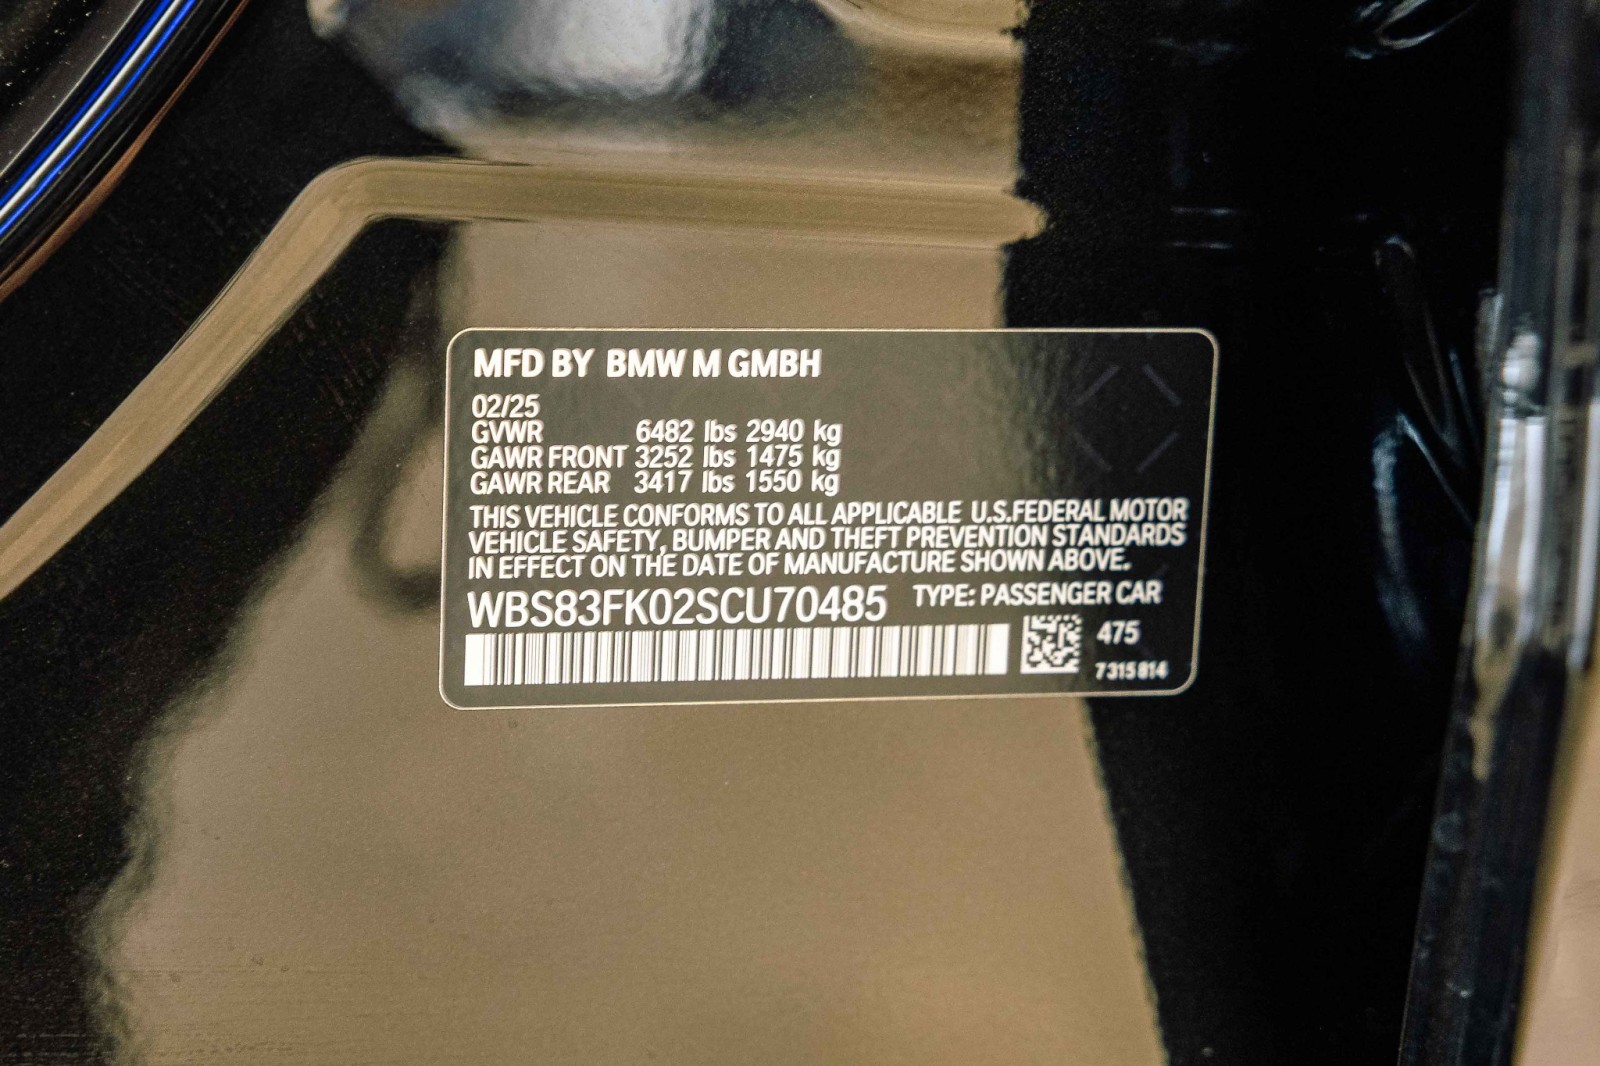 MFD BY BMW M GMBH
02/25
GVWR 6482 lbs 2940 kg
GAWR FRONT 3252 lbs 1475 kg
GAWR REAR 3417 lbs 1550 kg
THIS VEHICLE CONFORMS TO ALL APPLICABLE U.S.FEDERAL MOTOR
VEHICLE SAFETY, BUMPER AND THEFT PREVENTION STANDARDS
IN EFFECT ON THE DATE OF MANUFACTURE SHOWN ABOVE.
WBS83FK02SCU70485 TYPE: PASSENGER CAR
475
7315814